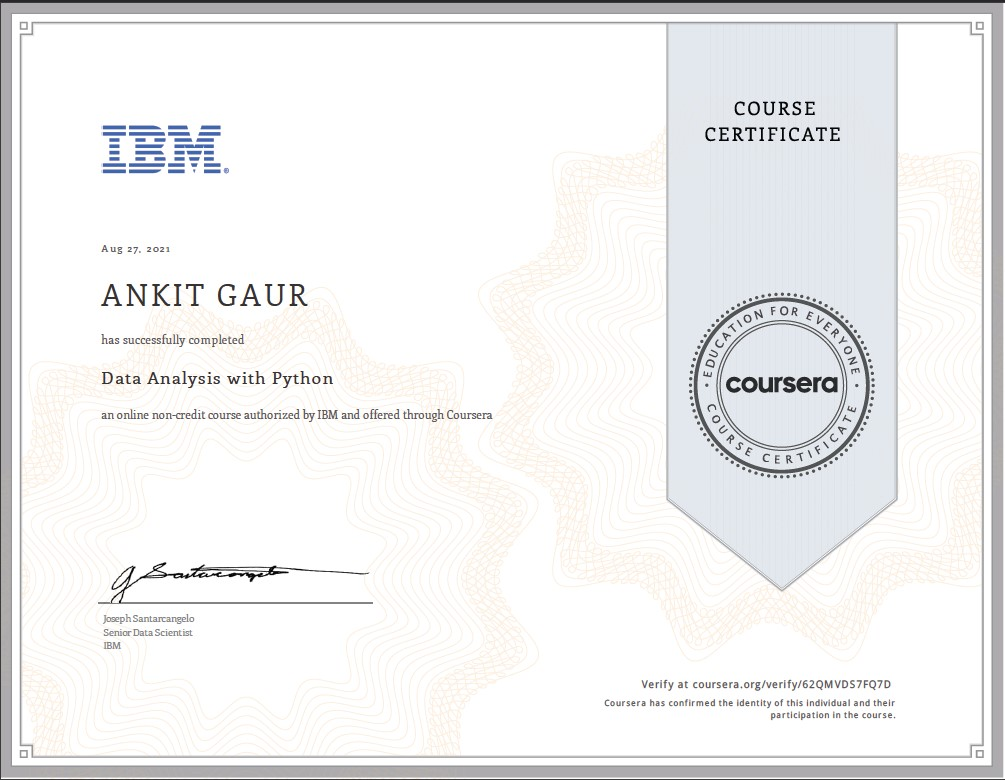 IBM®
COURSE
CERTIFICATE
Aug 27, 2021
ANKIT GAUR
has successfully completed
Data Analysis with Python
an online non-credit course authorized by IBM and offered through Coursera
EDUCATION FOR EVERYONE
coursera
COURSE CERTIFICATE
J Santarcangelo
Joseph Santarcangelo
Senior Data Scientist
IBM
Verify at coursera.org/verify/62QMVDS7FQ7D
Coursera has confirmed the identity of this individual and their
participation in the course.